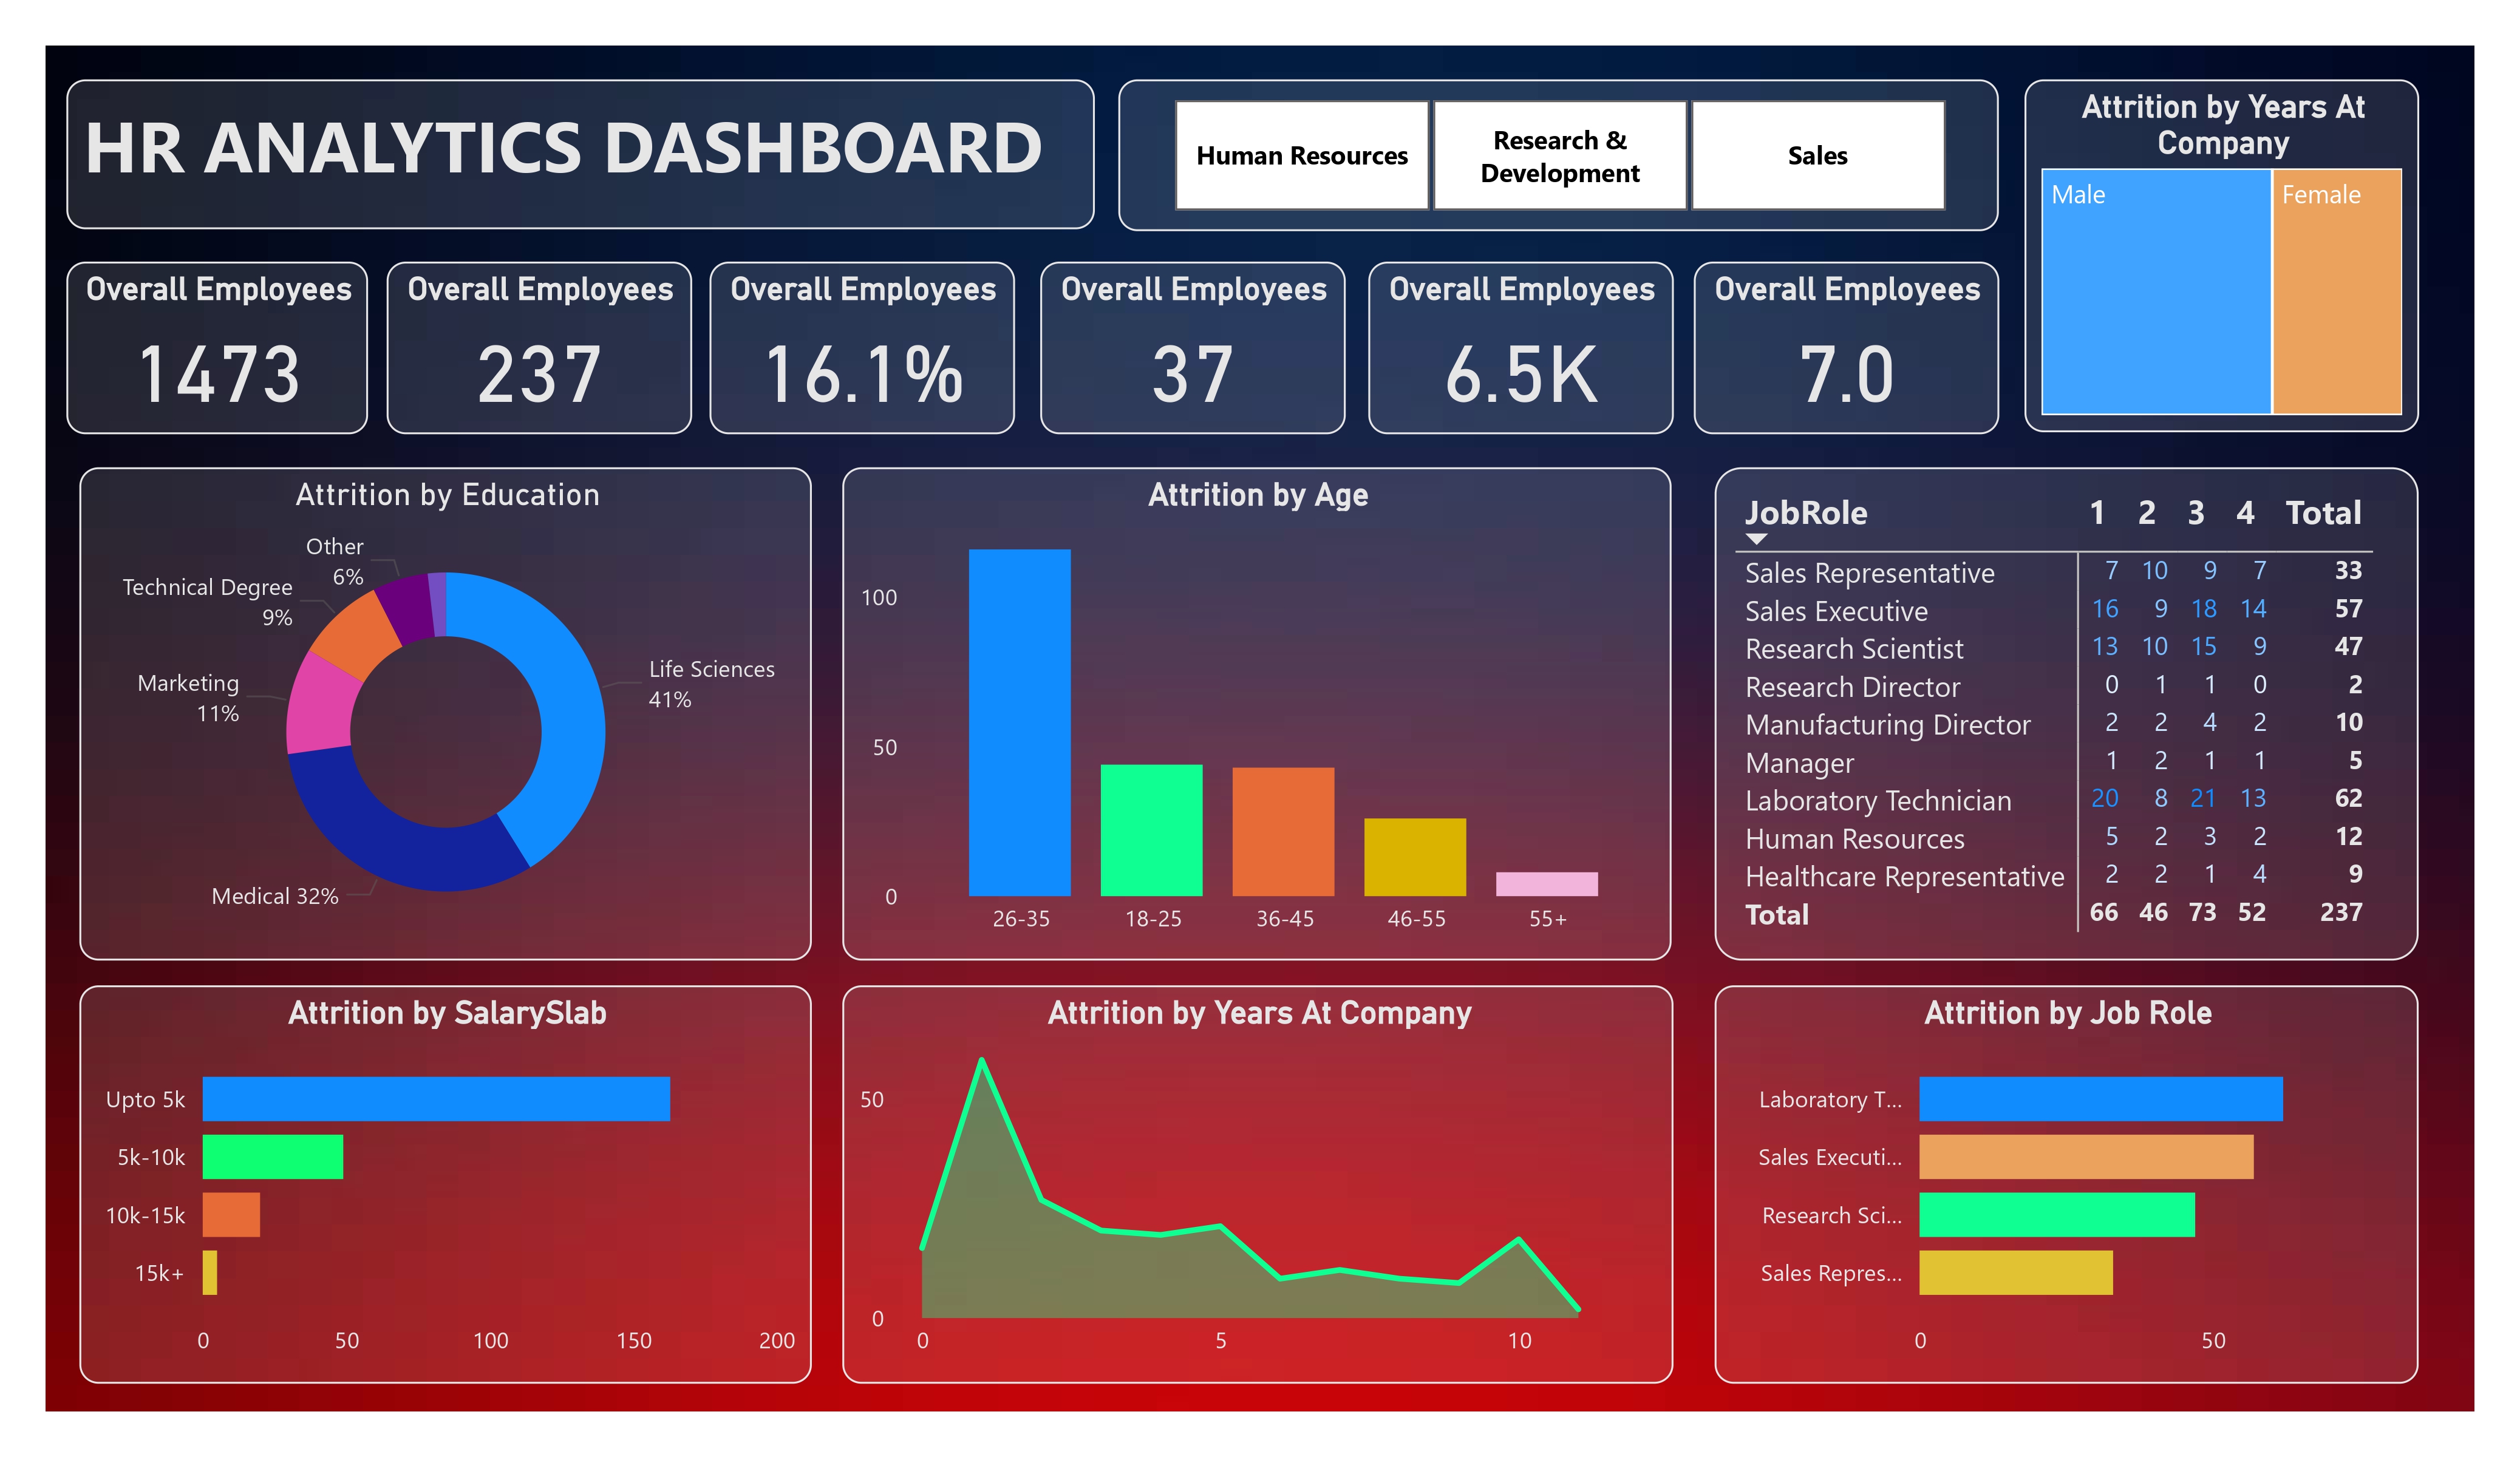 HR ANALYTICS DASHBOARD
Human Resources
Research &
Development
Sales
Attrition by Years At
Company
Male
Female
Overall Employees
1473
Overall Employees
237
Overall Employees
16.1%
Overall Employees
37
Overall Employees
6.5K
Overall Employees
7.0
Attrition by Education
Other
6%
Technical Degree
9%
Marketing
11%
Life Sciences
41%
Medical 32%
Attrition by Age
100
50
0
26-35 18-25 36-45 46-55 55+
JobRole 1 2 3 4 Total
Sales Representative 7 10 9 7 33
Sales Executive 16 9 18 14 57
Research Scientist 13 10 15 9 47
Research Director 0 1 1 0 2
Manufacturing Director 2 2 4 2 10
Manager 1 2 1 1 5
Laboratory Technician 20 8 21 13 62
Human Resources 5 2 3 2 12
Healthcare Representative 2 2 1 4 9
Total 66 46 73 52 237
Attrition by SalarySlab
Upto 5k
5k-10k
10k-15k
15k+
0 50 100 150 200
Attrition by Years At Company
50
0
0 5 10
Attrition by Job Role
Laboratory T...
Sales Executi...
Research Sci...
Sales Repres...
0 50